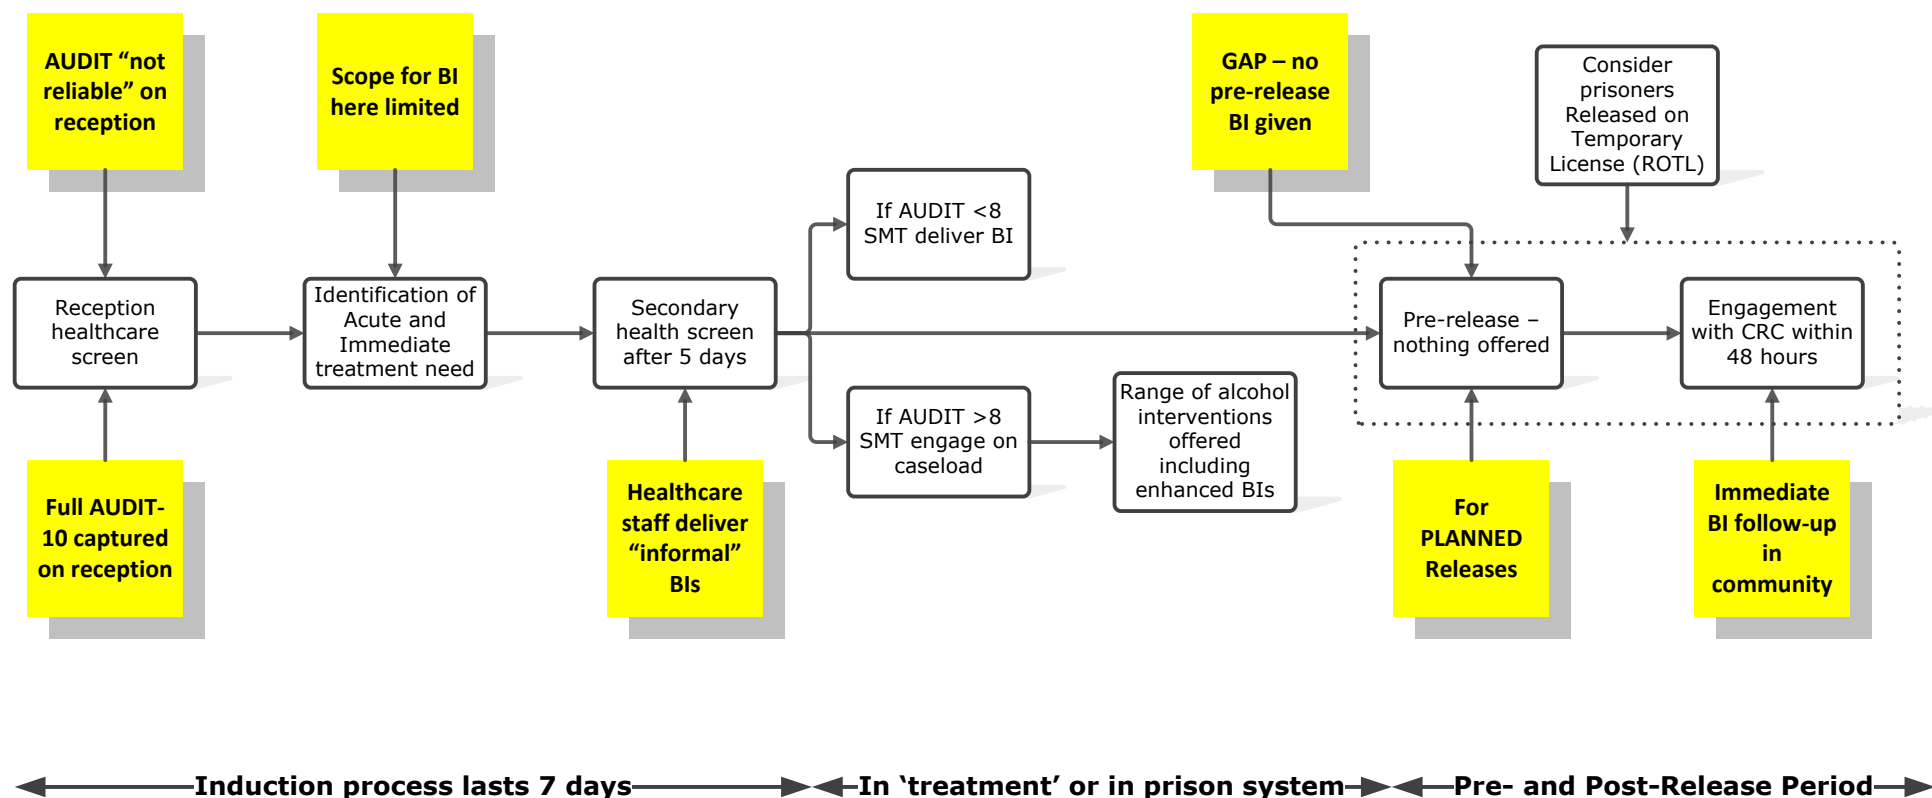 AUDIT “not
reliable” on
reception
Scope for BI
here limited
GAP – no
pre-release
BI given
Consider
prisoners
Released on
Temporary
License (ROTL)
If AUDIT <8
SMT deliver BI
Reception
healthcare
screen
Identification of
Acute and
Immediate
treatment need
Secondary
health screen
after 5 days
Pre-release –
nothing offered
Engagement
with CRC within
48 hours
If AUDIT >8
SMT engage on
caseload
Range of alcohol
interventions
offered
including
enhanced BIs
Full AUDIT-
10 captured
on reception
Healthcare
staff deliver
“informal”
BIs
For
PLANNED
Releases
Immediate
BI follow-up
in
community
Induction process lasts 7 days
In ‘treatment’ or in prison system
Pre- and Post-Release Period